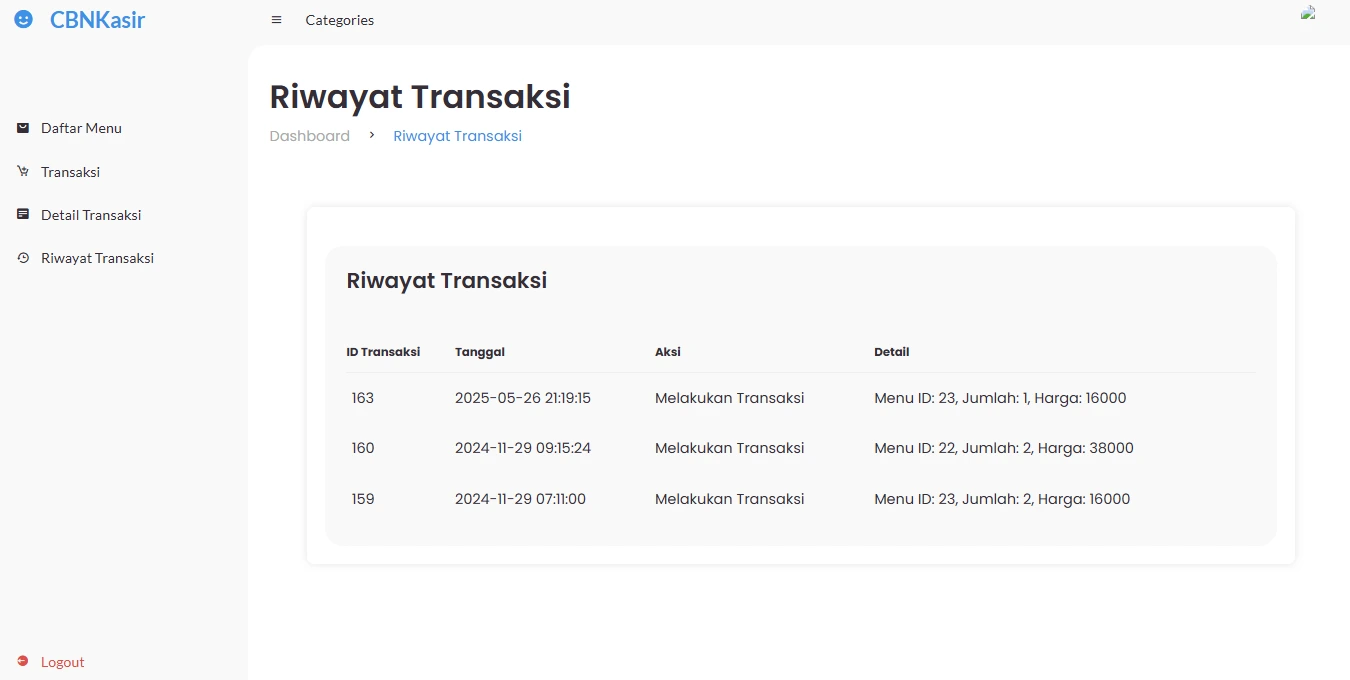 CBNKasir
Categories
Daftar Menu
Transaksi
Detail Transaksi
Riwayat Transaksi
Logout
Riwayat Transaksi
Dashboard > Riwayat Transaksi
Riwayat Transaksi
ID Transaksi Tanggal Aksi Detail
163 2025-05-26 21:19:15 Melakukan Transaksi Menu ID: 23, Jumlah: 1, Harga: 16000
160 2024-11-29 09:15:24 Melakukan Transaksi Menu ID: 22, Jumlah: 2, Harga: 38000
159 2024-11-29 07:11:00 Melakukan Transaksi Menu ID: 23, Jumlah: 2, Harga: 16000